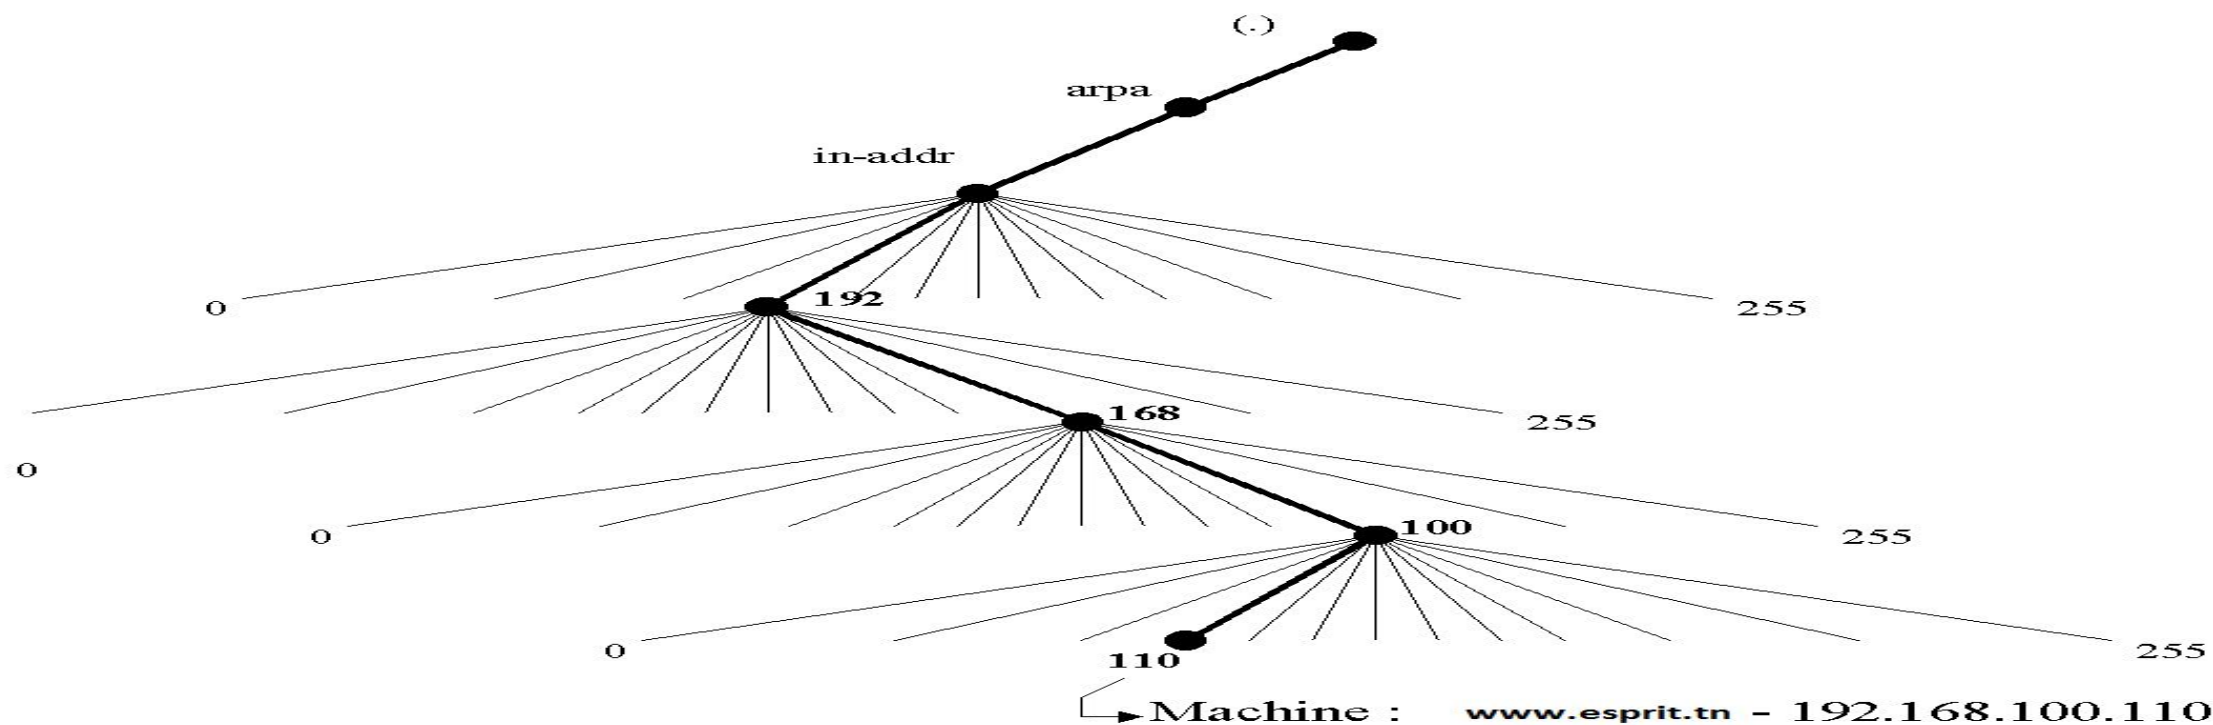 (.)
arpa
in-addr
0 192 255
168 255
0
0 100 255
0 110 255
Machine : www.esprit.tn - 192.168.100.110